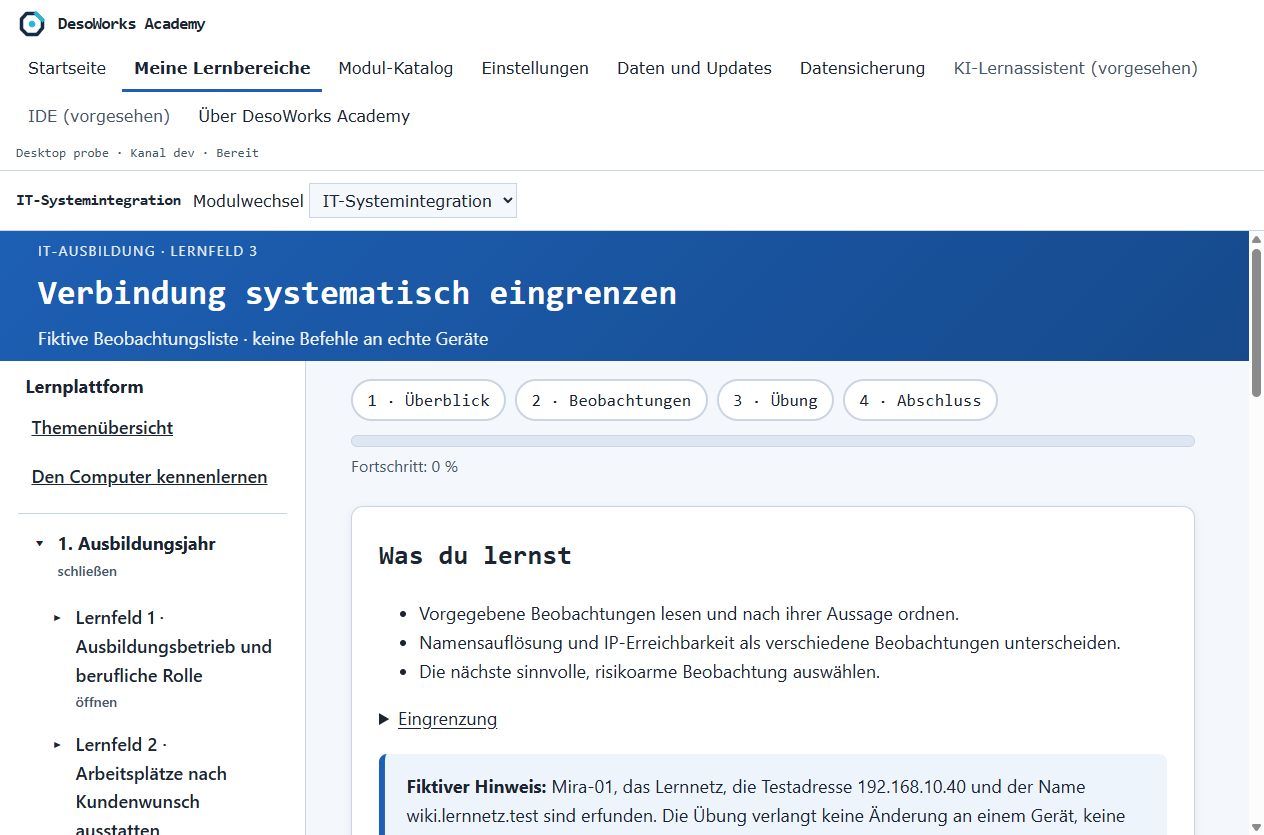 DesoWorks Academy
Startseite
Meine Lernbereiche
Modul-Katalog
Einstellungen
Daten und Updates
Datensicherung
KI-Lernassistent (vorgesehen)
IDE (vorgesehen)
Über DesoWorks Academy
Desktop probe · Kanal dev · Bereit
IT-Systemintegration
Modulwechsel
IT-Systemintegration
IT-AUSBILDUNG · LERNFELD 3
Verbindung systematisch eingrenzen
Fiktive Beobachtungsliste · keine Befehle an echte Geräte
Lernplattform
Themenübersicht
Den Computer kennenlernen
1. Ausbildungsjahr
schließen
Lernfeld 1 ·
Ausbildungsbetrieb und
berufliche Rolle
öffnen
Lernfeld 2 ·
Arbeitsplätze nach
Kundenwunsch
ausstatten
1 · Überblick
2 · Beobachtungen
3 · Übung
4 · Abschluss
Fortschritt: 0 %
Was du lernst
Vorgegebene Beobachtungen lesen und nach ihrer Aussage ordnen.
Namensauflösung und IP-Erreichbarkeit als verschiedene Beobachtungen unterscheiden.
Die nächste sinnvolle, risikoarme Beobachtung auswählen.
Eingrenzung
Fiktiver Hinweis: Mira-01, das Lernnetz, die Testadresse 192.168.10.40 und der Name
wiki.lernnetz.test sind erfunden. Die Übung verlangt keine Änderung an einem Gerät, keine